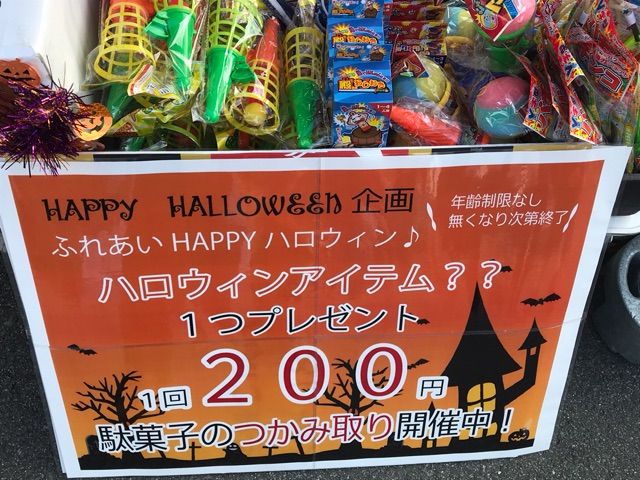 HAPPY HALLOWEEN 企画
年齢制限なし
無くなり次第終了
ふれあい HAPPY ハロウィン♪
ハロウィンアイテム？？
1つプレゼント
1回 200円
駄菓子のつかみ取り開催中！